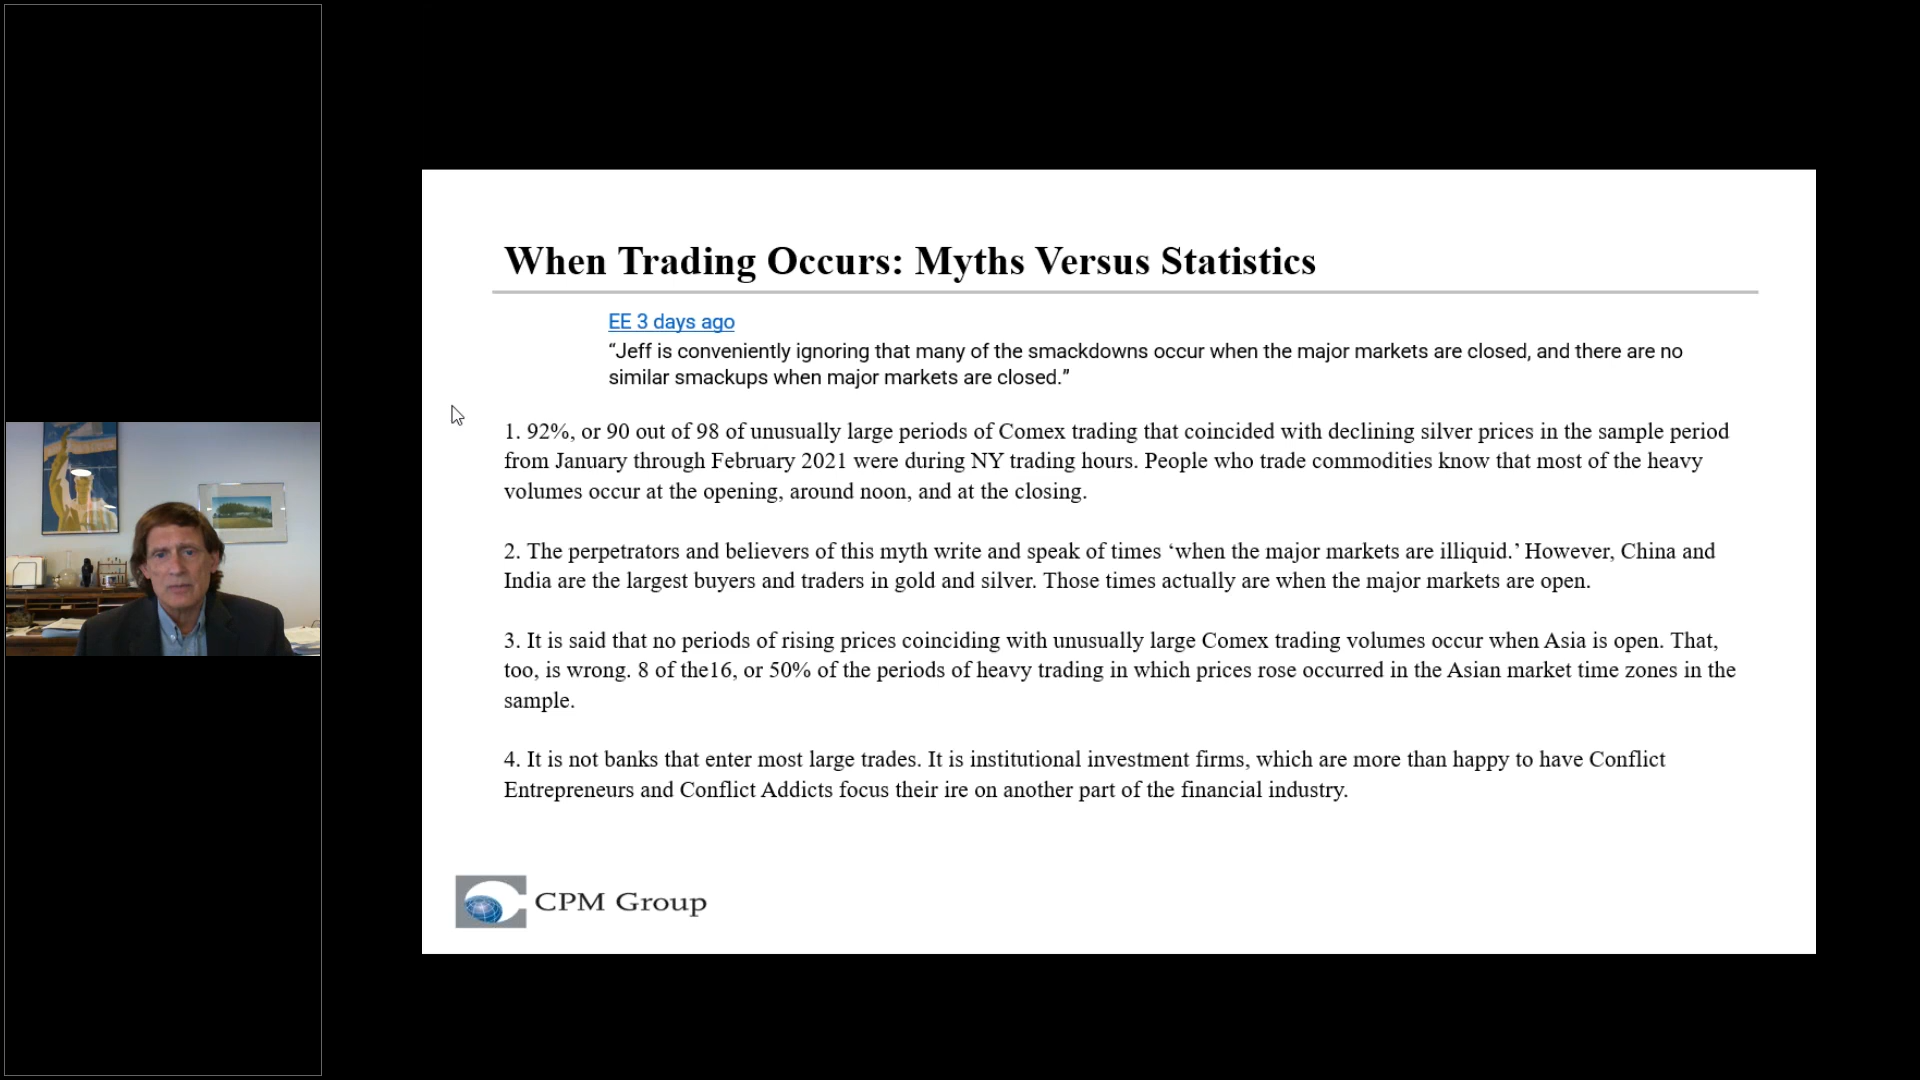 When Trading Occurs: Myths Versus Statistics
EE 3 days ago
“Jeff is conveniently ignoring that many of the smackdowns occur when the major markets are closed, and there are no
similar smackups when major markets are closed.”
1. 92%, or 90 out of 98 of unusually large periods of Comex trading that coincided with declining silver prices in the sample period
from January through February 2021 were during NY trading hours. People who trade commodities know that most of the heavy
volumes occur at the opening, around noon, and at the closing.
2. The perpetrators and believers of this myth write and speak of times ‘when the major markets are illiquid.’ However, China and
India are the largest buyers and traders in gold and silver. Those times actually are when the major markets are open.
3. It is said that no periods of rising prices coinciding with unusually large Comex trading volumes occur when Asia is open. That,
too, is wrong. 8 of the16, or 50% of the periods of heavy trading in which prices rose occurred in the Asian market time zones in the
sample.
4. It is not banks that enter most large trades. It is institutional investment firms, which are more than happy to have Conflict
Entrepreneurs and Conflict Addicts focus their ire on another part of the financial industry.
CPM Group